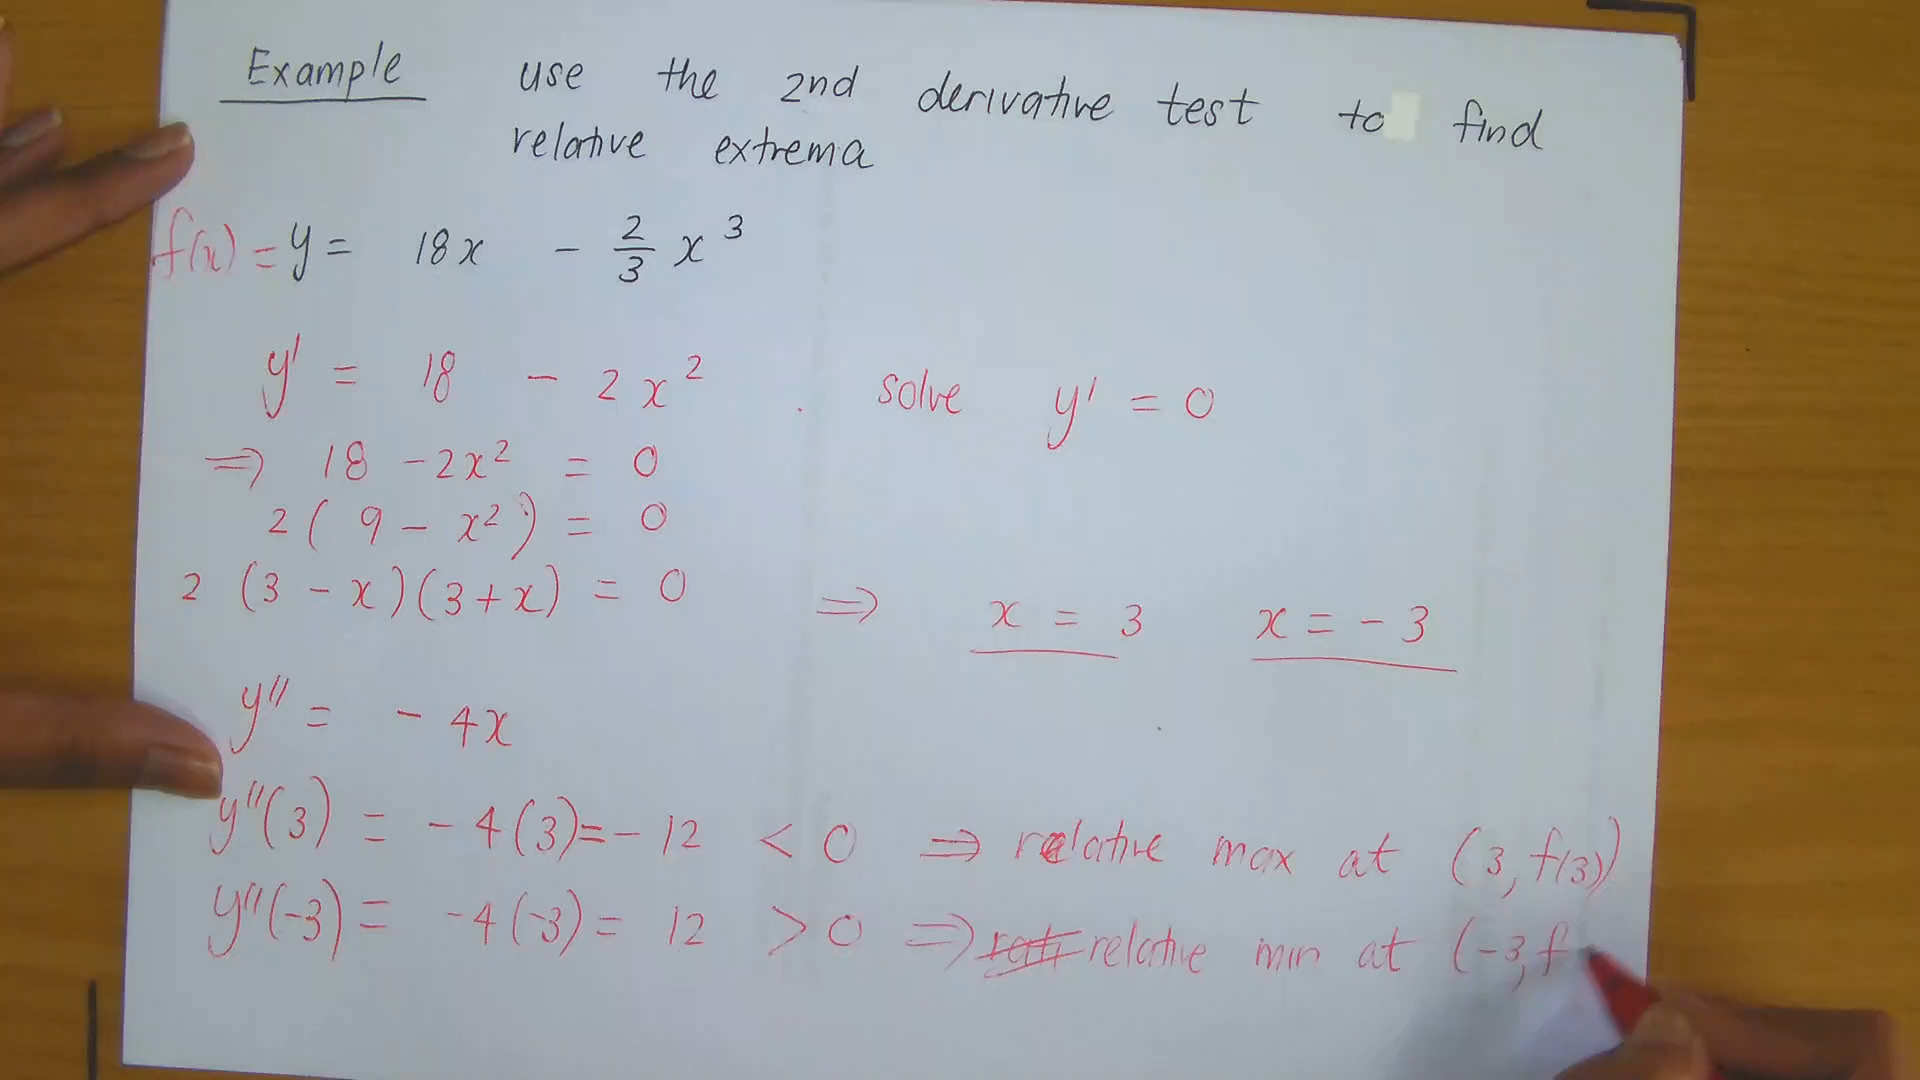 Example use the 2nd derivative test to find
relative extrema
f(x) = y = 18x - 2/3 x³
y' = 18 - 2x² . solve y' = 0
⇒ 18 - 2x² = 0
2 ( 9 - x² ) = 0
2 (3 - x)(3 + x) = 0 ⇒ x = 3 x = - 3
y'' = - 4x
y''(3) = - 4(3) = - 12 < 0 ⇒ relative max at (3, f(3))
y''(-3) = -4(-3) = 12 > 0 ⇒ relative min at (-3, f